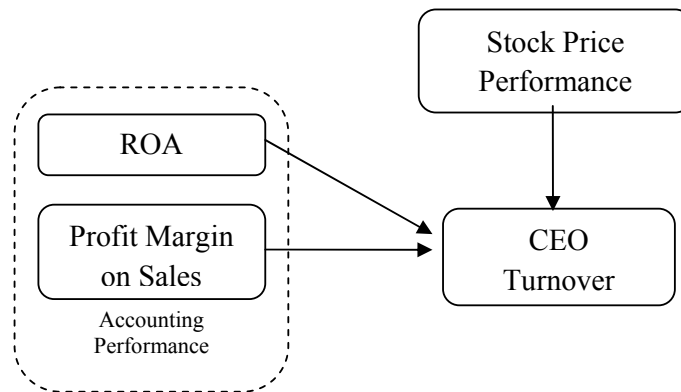 Stock Price
Performance
ROA
Profit Margin
on Sales
Accounting
Performance
CEO
Turnover